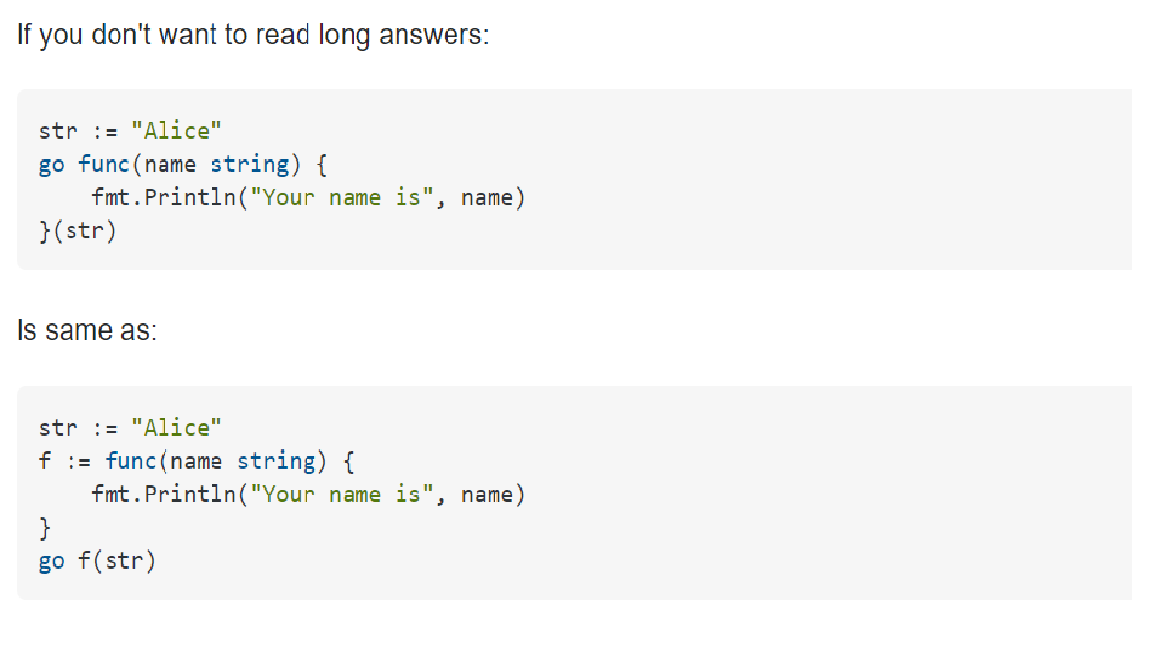 If you don't want to read long answers:
str := "Alice"
go func(name string) {
    fmt.Println("Your name is", name)
}(str)
Is same as:
str := "Alice"
f := func(name string) {
    fmt.Println("Your name is", name)
}
go f(str)